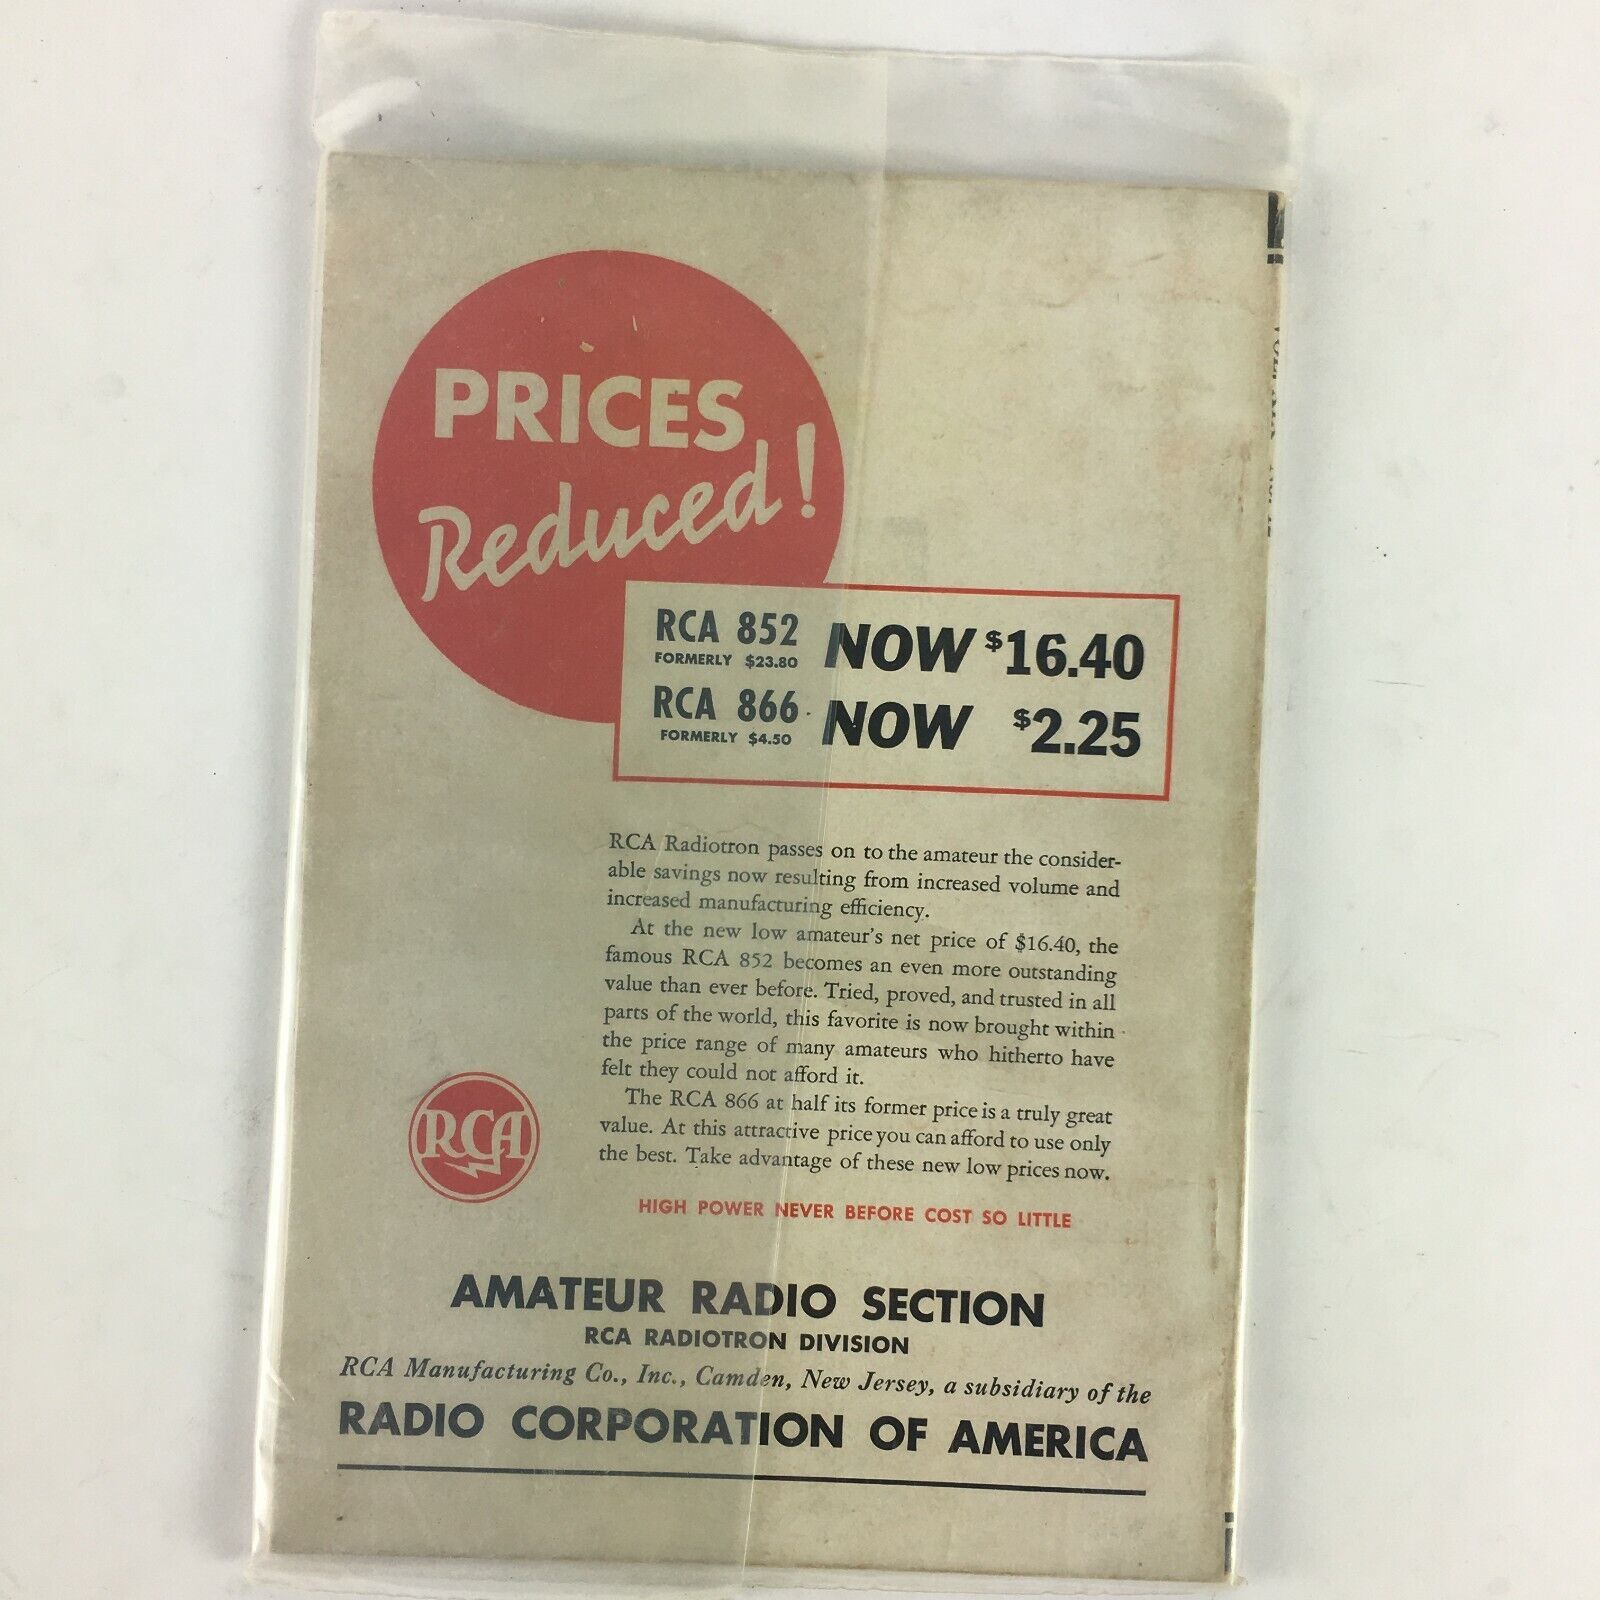 PRICES
Reduced!
RCA 852 NOW $16.40
FORMERLY $23.80
RCA 866 NOW $2.25
FORMERLY $4.50
RCA Radiotron passes on to the amateur the consider-
able savings now resulting from increased volume and
increased manufacturing efficiency.
At the new low amateur's net price of $16.40, the
famous RCA 852 becomes an even more outstanding
value than ever before. Tried, proved, and trusted in all
parts of the world, this favorite is now brought within
the price range of many amateurs who hitherto have
felt they could not afford it.
The RCA 866 at half its former price is a truly great
value. At this attractive price you can afford to use only
the best. Take advantage of these new low prices now.
RCA
HIGH POWER NEVER BEFORE COST SO LITTLE
AMATEUR RADIO SECTION
RCA RADIOTRON DIVISION
RCA Manufacturing Co., Inc., Camden, New Jersey, a subsidiary of the
RADIO CORPORATION OF AMERICA